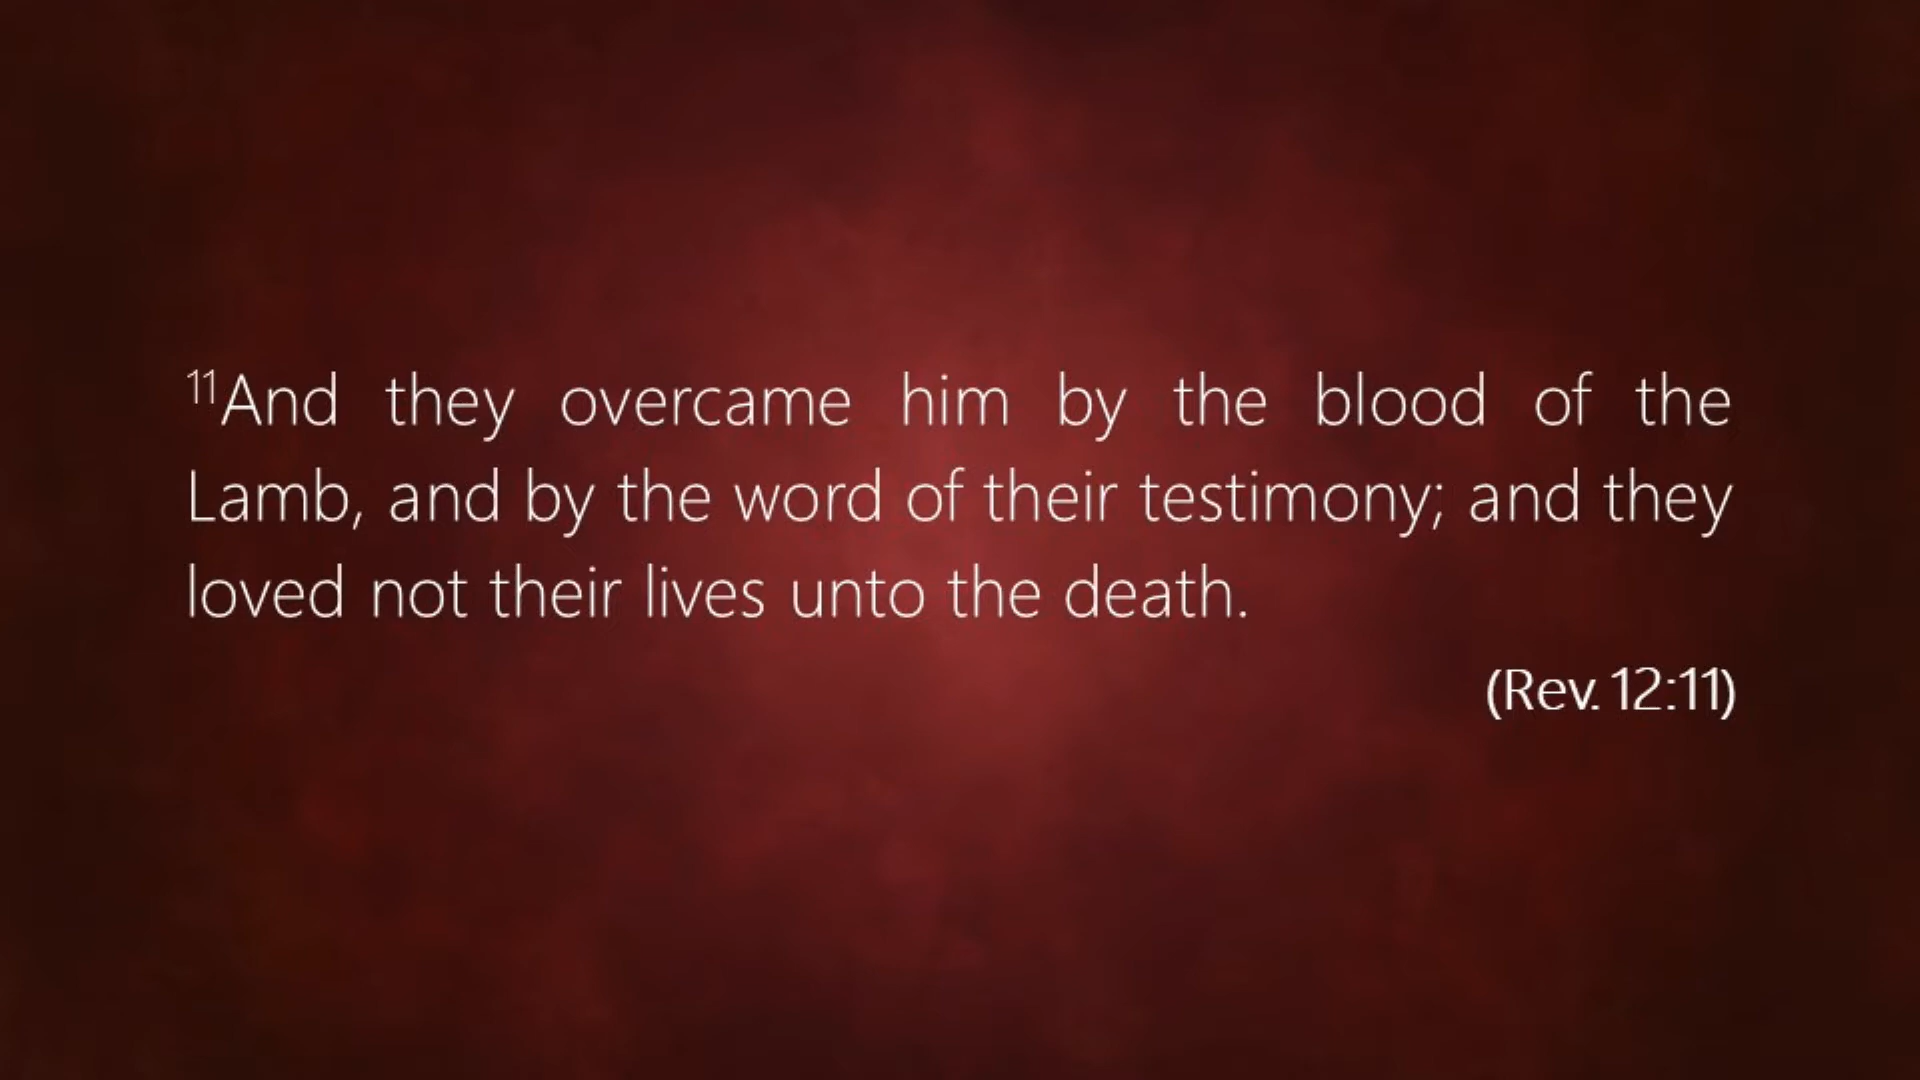 ¹¹And they overcame him by the blood of the
Lamb, and by the word of their testimony; and they
loved not their lives unto the death.
(Rev. 12:11)